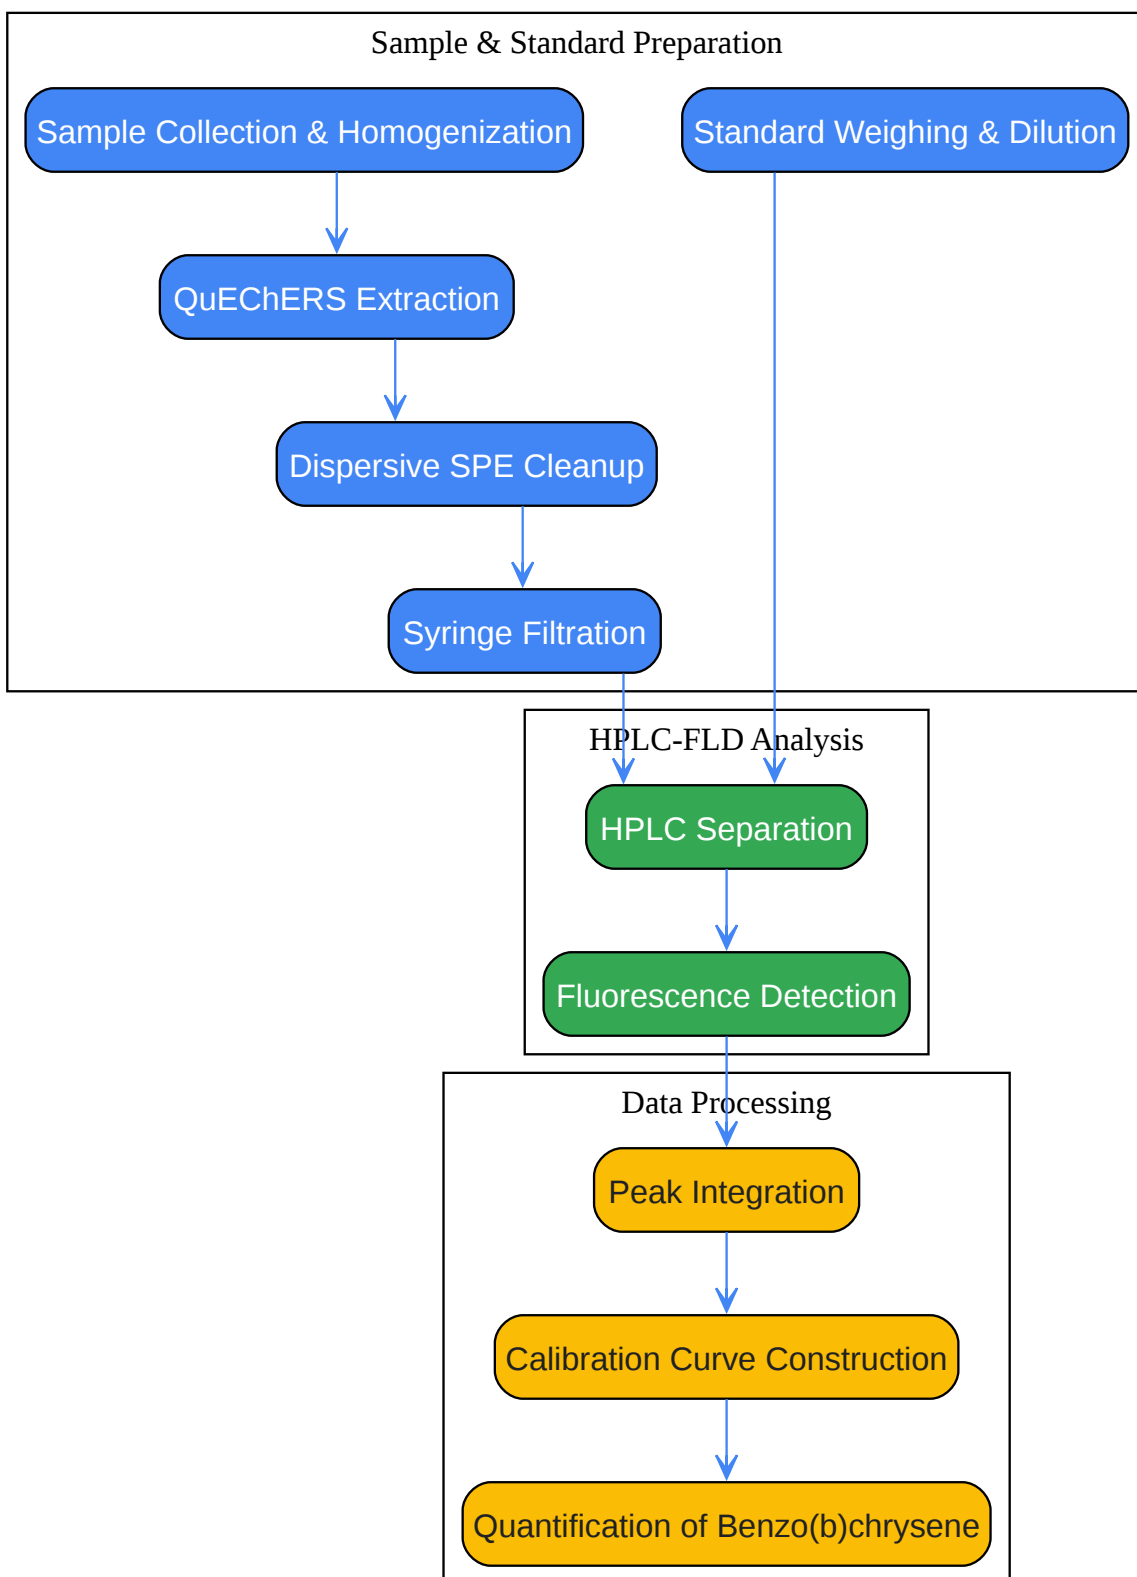 Sample & Standard Preparation
Sample Collection & Homogenization
Standard Weighing & Dilution
QuEChERS Extraction
Dispersive SPE Cleanup
Syringe Filtration
HPLC-FLD Analysis
HPLC Separation
Fluorescence Detection
Data Processing
Peak Integration
Calibration Curve Construction
Quantification of Benzo(b)chrysene